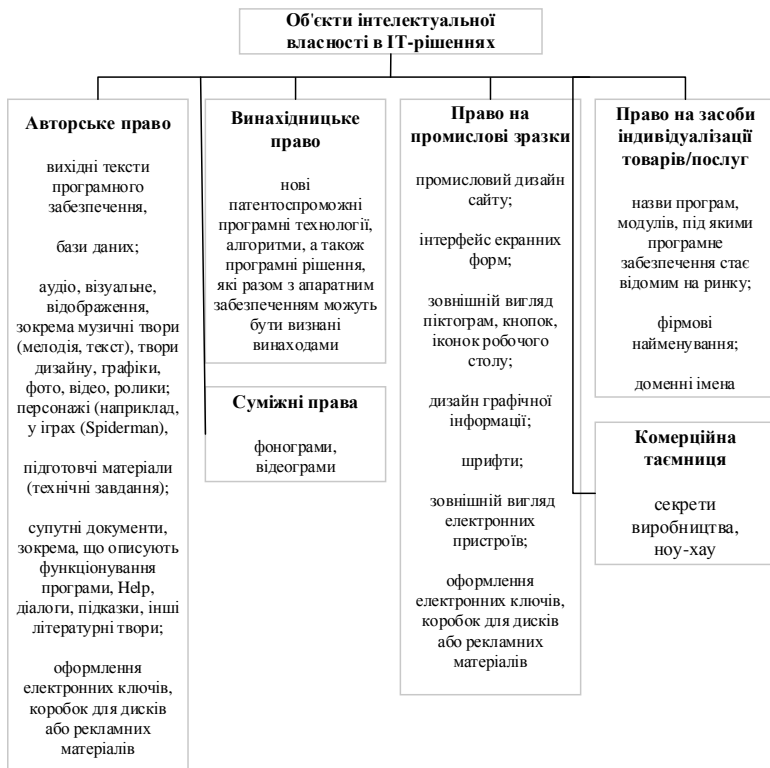 Об'єкти інтелектуальної
власності в ІТ-рішеннях
Авторське право
вихідні тексти
програмного
забезпечення,
бази даних;
аудіо, візуальне,
відображення,
зокрема музичні твори
(мелодія, текст), твори
дизайну, графіки,
фото, відео, ролики;
персонажі (наприклад,
у іграх (Spiderman),
підготовчі матеріали
(технічні завдання);
супутні документи,
зокрема, що описують
функціонування
програми, Help,
діалоги, підказки, інші
літературні твори;
оформлення
електронних ключів,
коробок для дисків
або рекламних
матеріалів
Винахідницьке
право
нові
патентоспроможні
програмні технології,
алгоритми, а також
програмні рішення,
які разом з апаратним
забезпеченням можуть
бути визнані
винаходами
Суміжні права
фонограми,
відеограми
Право на
промислові зразки
промисловий дизайн
сайту;
інтерфейс екранних
форм;
зовнішній вигляд
піктограм, кнопок,
іконок робочого
столу;
дизайн графічної
інформації;
шрифти;
зовнішній вигляд
електронних
пристроїв;
оформлення
електронних ключів,
коробок для дисків
або рекламних
матеріалів
Право на засоби
індивідуалізації
товарів/послуг
назви програм,
модулів, під якими
програмне
забезпечення стає
відомим на ринку;
фірмові
найменування;
доменні імена
Комерційна
таємниця
секрети
виробництва,
ноу-хау